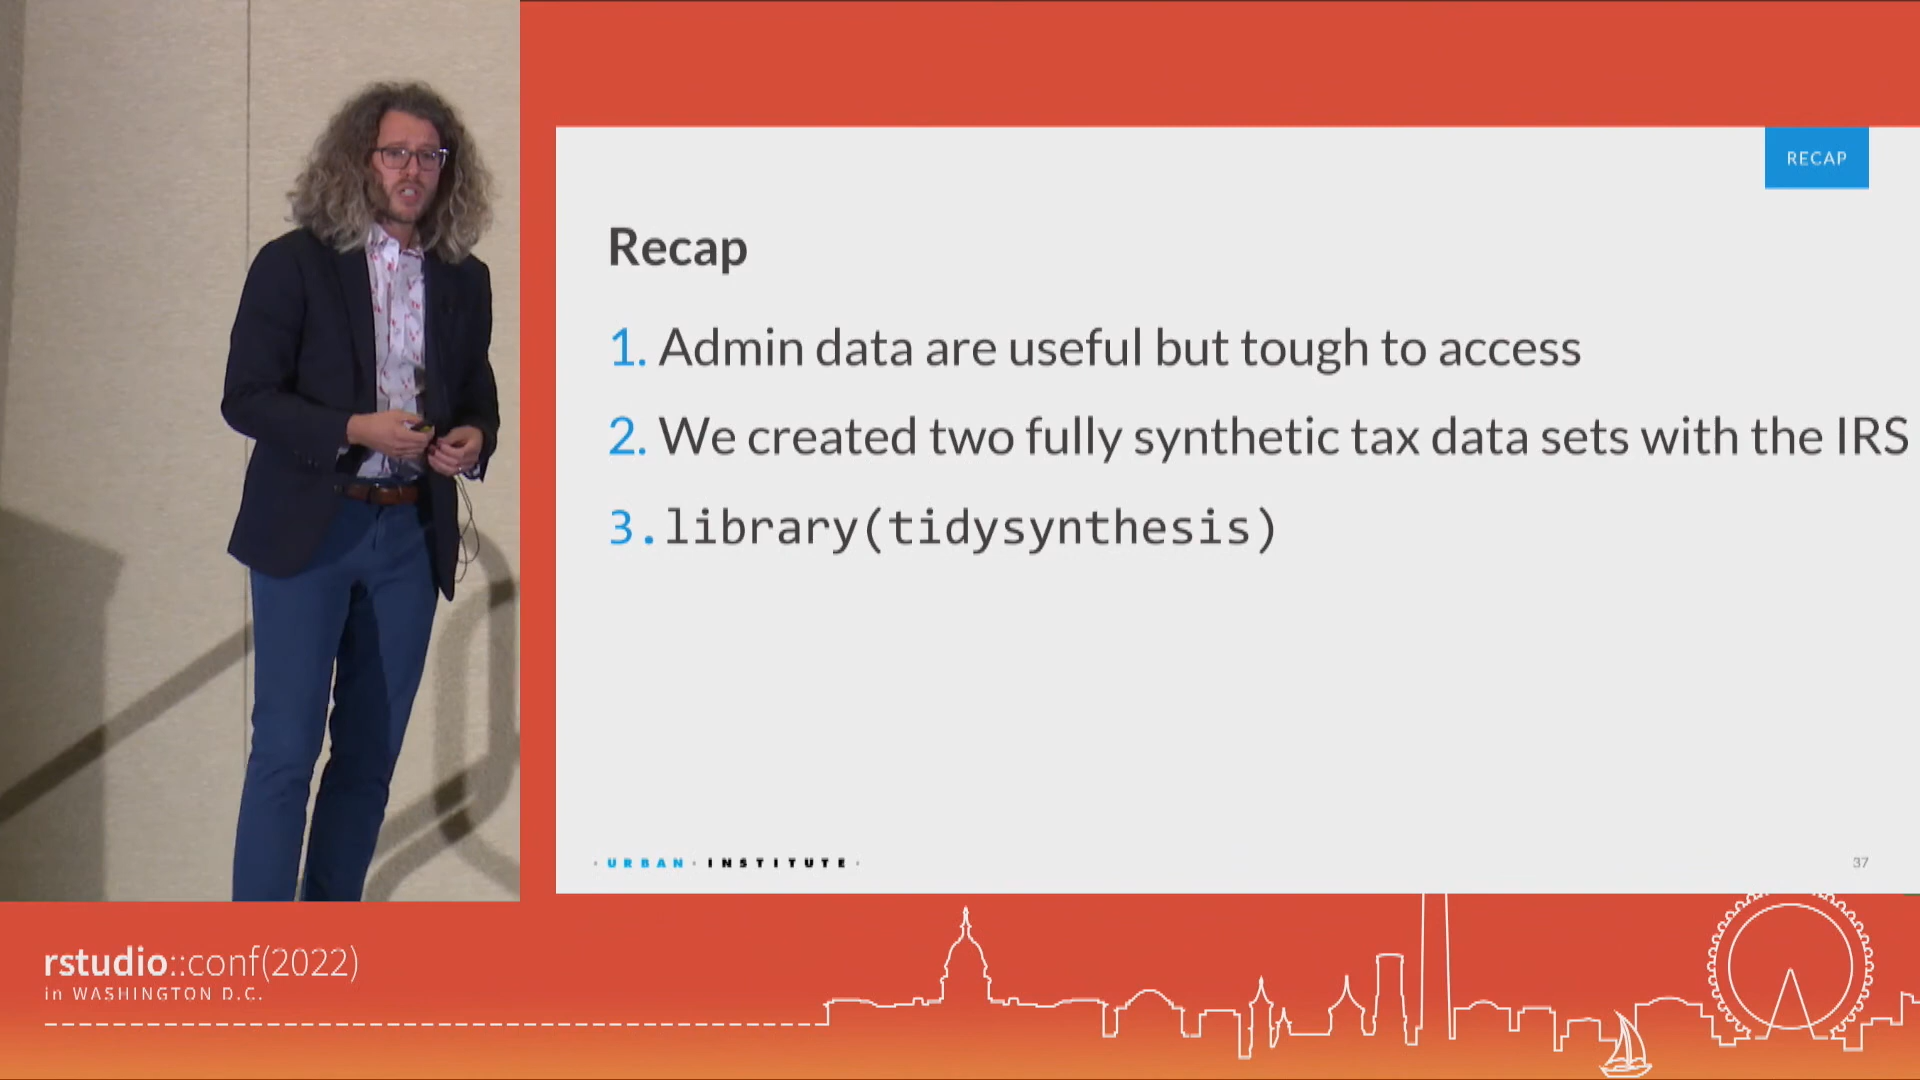 RECAP
Recap
1. Admin data are useful but tough to access
2. We created two fully synthetic tax data sets with the IRS
3. library(tidysynthesis)
URBAN · INSTITUTE
37
rstudio::conf(2022)
in WASHINGTON D.C.